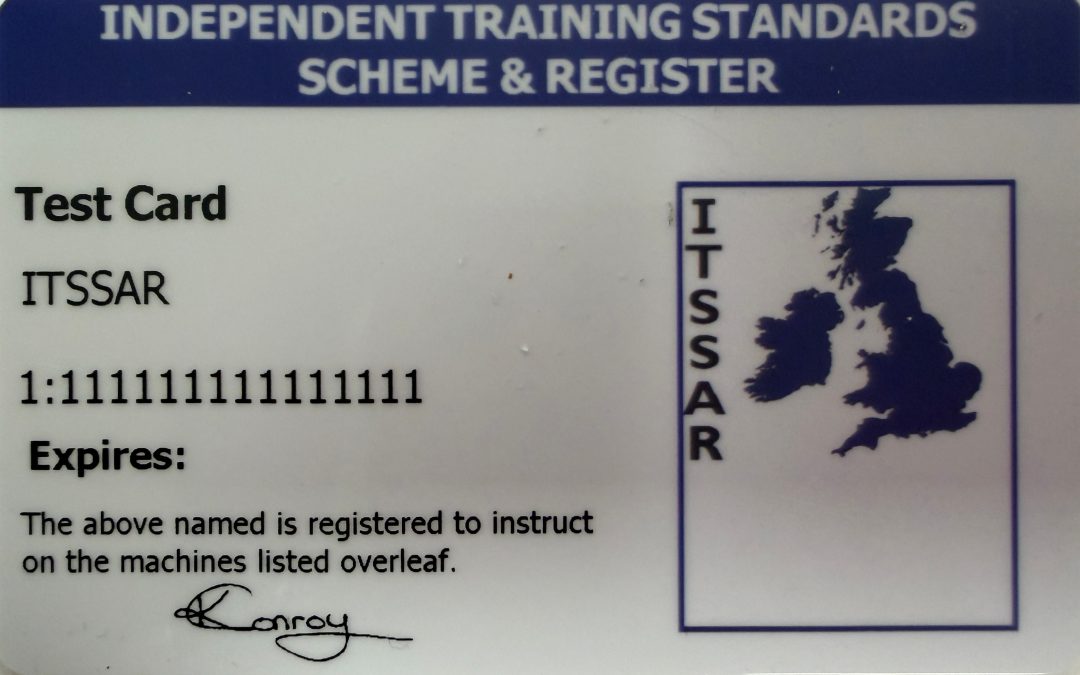 INDEPENDENT TRAINING STANDARDS
SCHEME & REGISTER
Test Card
ITSSAR
1:111111111111111
Expires:
The above named is registered to instruct
on the machines listed overleaf.
KConroy
ITSSAR